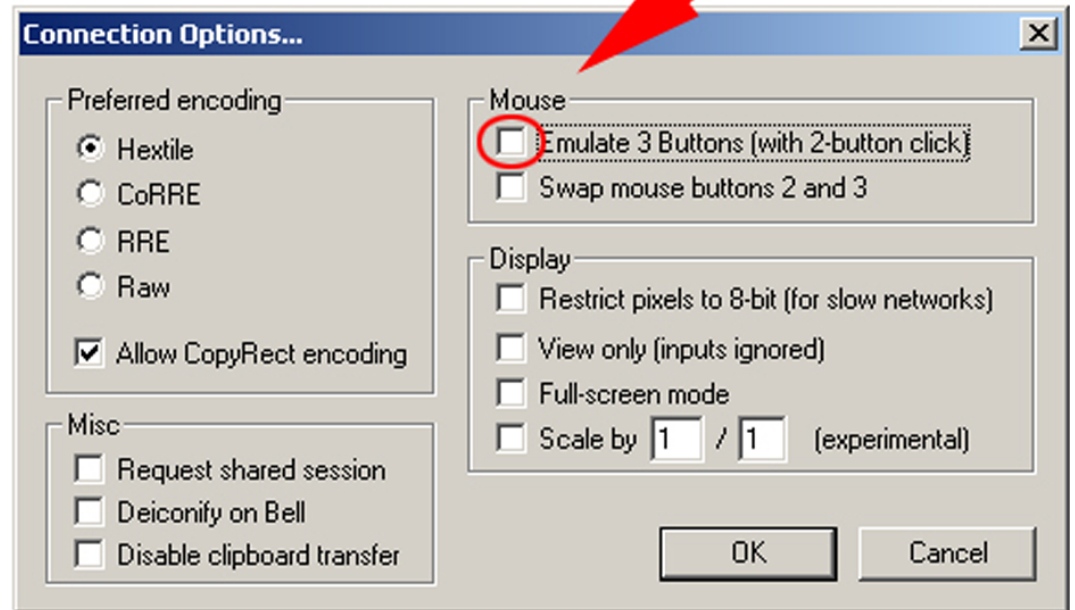 Connection Options...
Preferred encoding
Hextile
CoRRE
RRE
Raw
Allow CopyRect encoding
Misc
Request shared session
Deiconify on Bell
Disable clipboard transfer
Mouse
Emulate 3 Buttons (with 2-button click)
Swap mouse buttons 2 and 3
Display
Restrict pixels to 8-bit (for slow networks)
View only (inputs ignored)
Full-screen mode
Scale by 1 / 1 (experimental)
OK Cancel